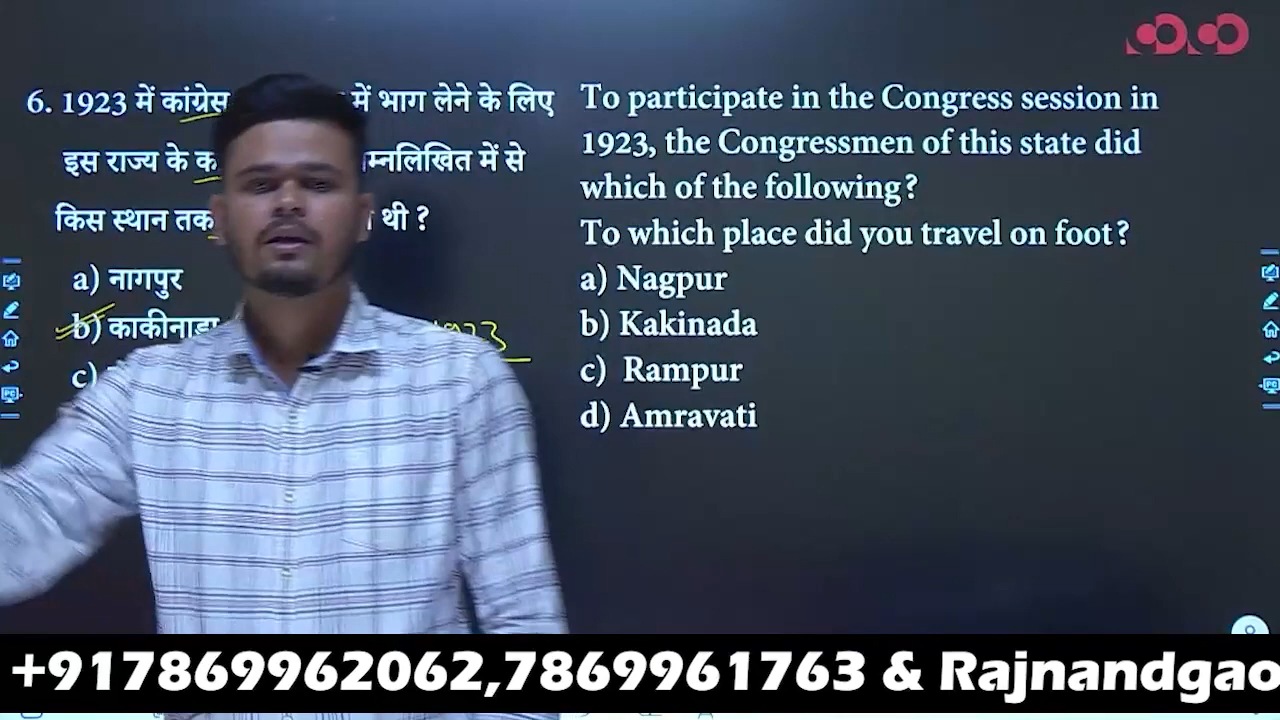 6. 1923 में कांग्रेस में भाग लेने के लिए
इस राज्य के में से
किस स्थान तक थी ?
a) नागपुर
b) काकीनाड़ा
1923
c)
To participate in the Congress session in
1923, the Congressmen of this state did
which of the following?
To which place did you travel on foot?
a) Nagpur
b) Kakinada
c) Rampur
d) Amravati
+917869962062,7869961763 & Rajnandgao